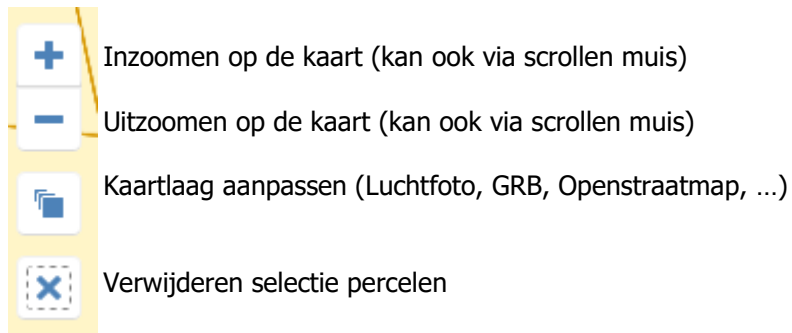 Inzoomen op de kaart (kan ook via scrollen muis)
Uitzoomen op de kaart (kan ook via scrollen muis)
Kaartlaag aanpassen (Luchtfoto, GRB, Openstraatmap, …)
Verwijderen selectie percelen